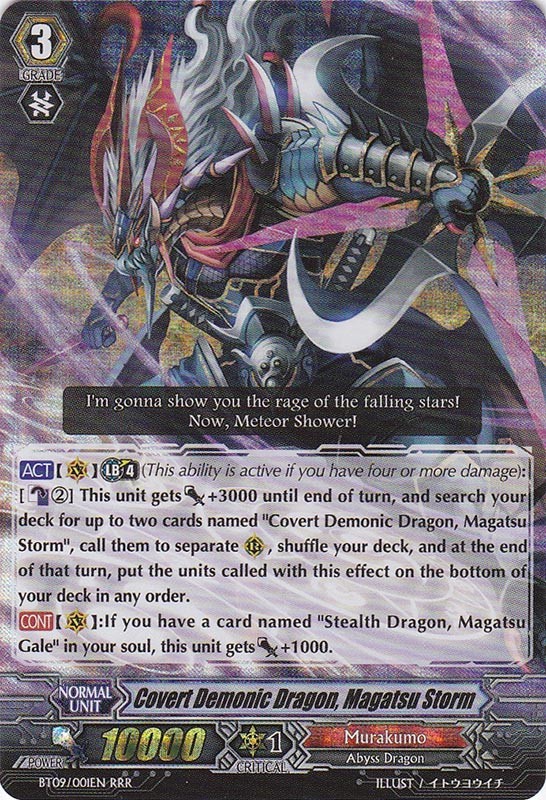 3
GRADE
I'm gonna show you the rage of the falling stars!
Now, Meteor Shower!
ACT【 】LB4 (This ability is active if you have four or more damage):
[ ②] This unit gets +3000 until end of turn, and search your
deck for up to two cards named "Covert Demonic Dragon, Magatsu
Storm", call them to separate , shuffle your deck, and at the end
of that turn, put the units called with this effect on the bottom of
your deck in any order.
CONT【 】:If you have a card named "Stealth Dragon, Magatsu
Gale" in your soul, this unit gets +1000.
NORMAL
UNIT
Covert Demonic Dragon, Magatsu Storm
POWER
10000
1
CRITICAL
Murakumo
Abyss Dragon
BT09/001EN RRR
ILLUST / イトウヨウイチ